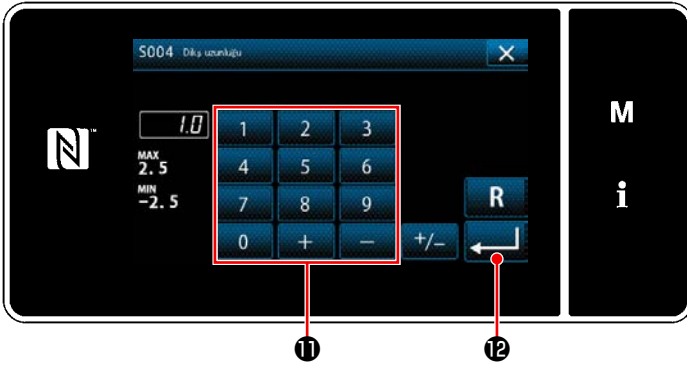 S004 Dikiş uzunluğu
1.0
MAX
2.5
MIN
-2.5
1 2 3
4 5 6
7 8 9
0 + − +/−
R
M
i
N™
⓫ ⓬